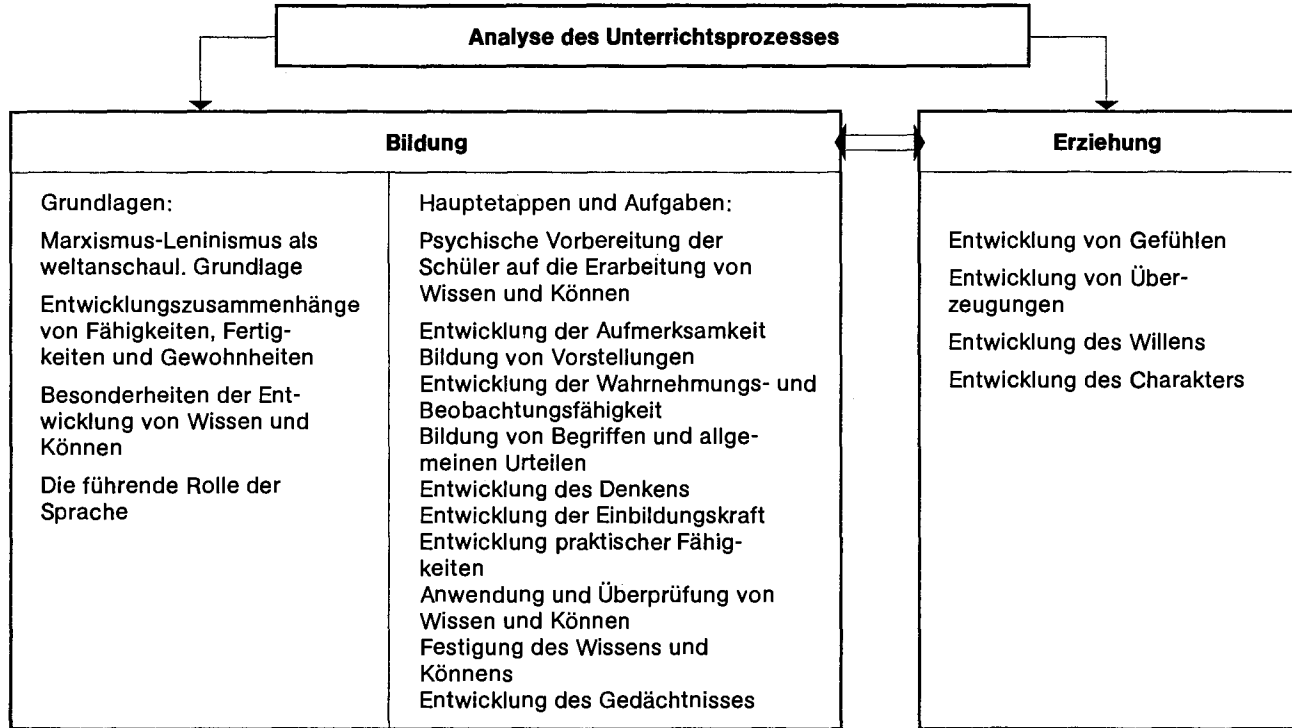 Analyse des Unterrichtsprozesses
Bildung
Grundlagen:
Marxismus-Leninismus als
weltanschaul. Grundlage
Entwicklungszusammenhänge
von Fähigkeiten, Fertig-
keiten und Gewohnheiten
Besonderheiten der Ent-
wicklung von Wissen und
Können
Die führende Rolle der
Sprache
Hauptetappen und Aufgaben:
Psychische Vorbereitung der
Schüler auf die Erarbeitung von
Wissen und Können
Entwicklung der Aufmerksamkeit
Bildung von Vorstellungen
Entwicklung der Wahrnehmungs- und
Beobachtungsfähigkeit
Bildung von Begriffen und allge-
meinen Urteilen
Entwicklung des Denkens
Entwicklung der Einbildungskraft
Entwicklung praktischer Fähig-
keiten
Anwendung und Überprüfung von
Wissen und Können
Festigung des Wissens und
Könnens
Entwicklung des Gedächtnisses
Erziehung
Entwicklung von Gefühlen
Entwicklung von Über-
zeugungen
Entwicklung des Willens
Entwicklung des Charakters